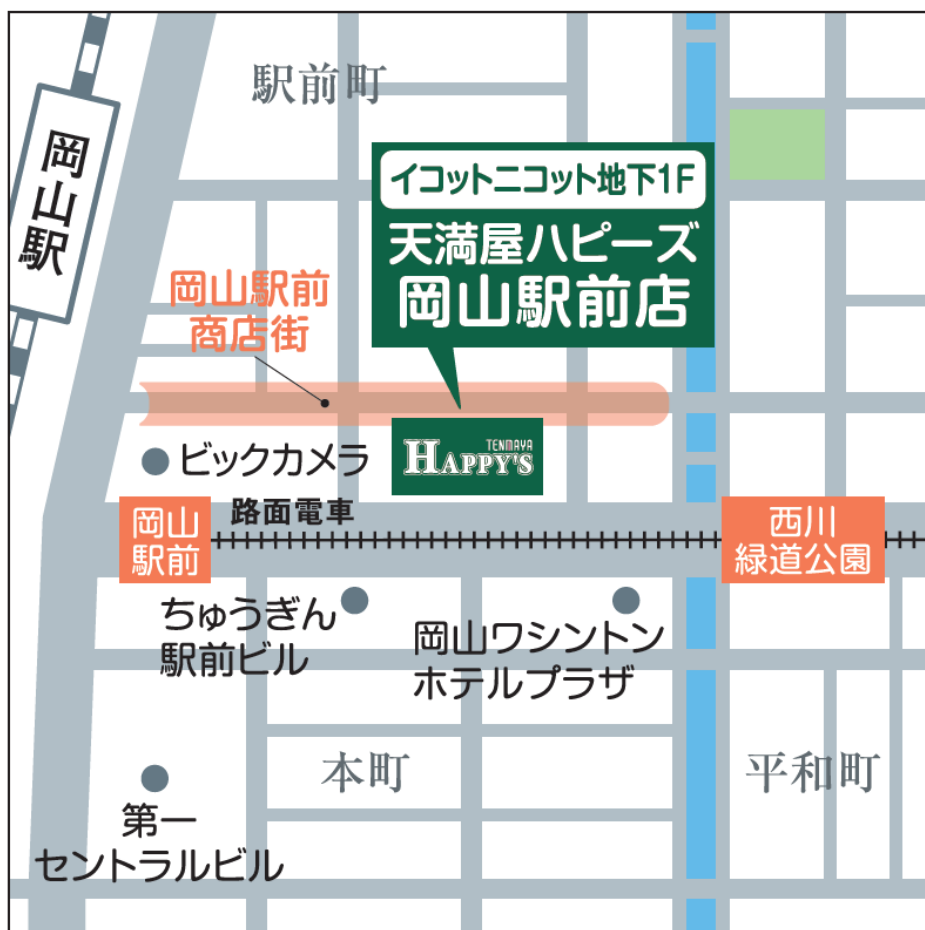 駅前町
岡山駅
イコットニコット地下1F
天満屋ハピーズ
岡山駅前店
岡山駅前
商店街
TENMAYA
HAPPY'S
ビックカメラ
路面電車
岡山
駅前
西川
緑道公園
ちゅうぎん
駅前ビル
岡山ワシントン
ホテルプラザ
本町
平和町
第一
セントラルビル